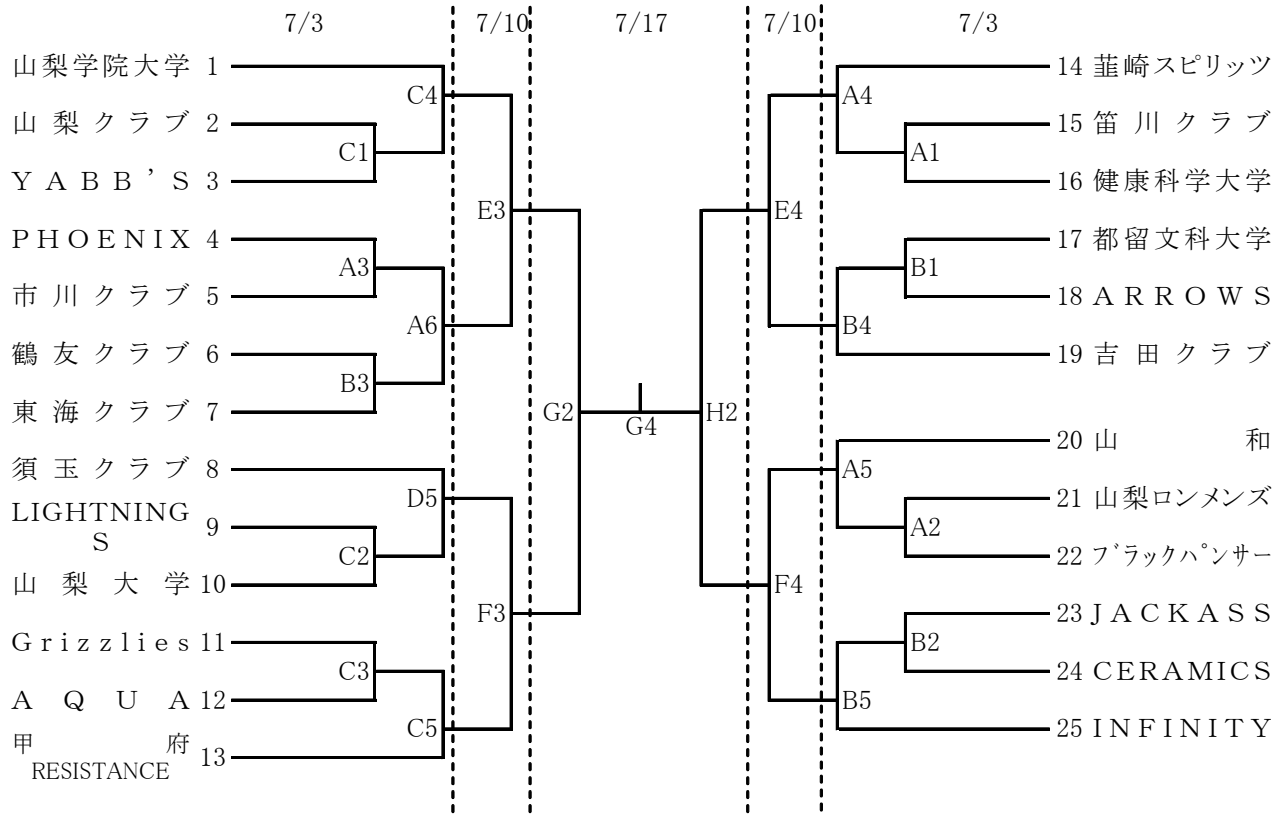 7/3 7/10 7/17 7/10 7/3
山梨学院大学 1
山梨クラブ 2
YABB'S 3
PHOENIX 4
市川クラブ 5
鶴友クラブ 6
東海クラブ 7
須玉クラブ 8
LIGHTNING
S 9
山梨大学 10
Grizzlies 11
AQUA 12
甲府
RESISTANCE 13
C4
C1
E3
A3
A6
B3
G2
D5
C2
F3
C3
C5
G4
H2
A4
A1
E4
B1
B4
A5
A2
F4
B2
B5
14 韮崎スピリッツ
15 笛川クラブ
16 健康科学大学
17 都留文科大学
18 ARROWS
19 吉田クラブ
20 山和
21 山梨ロンメンズ
22 ブラックパンサー
23 JACKASS
24 CERAMICS
25 INFINITY